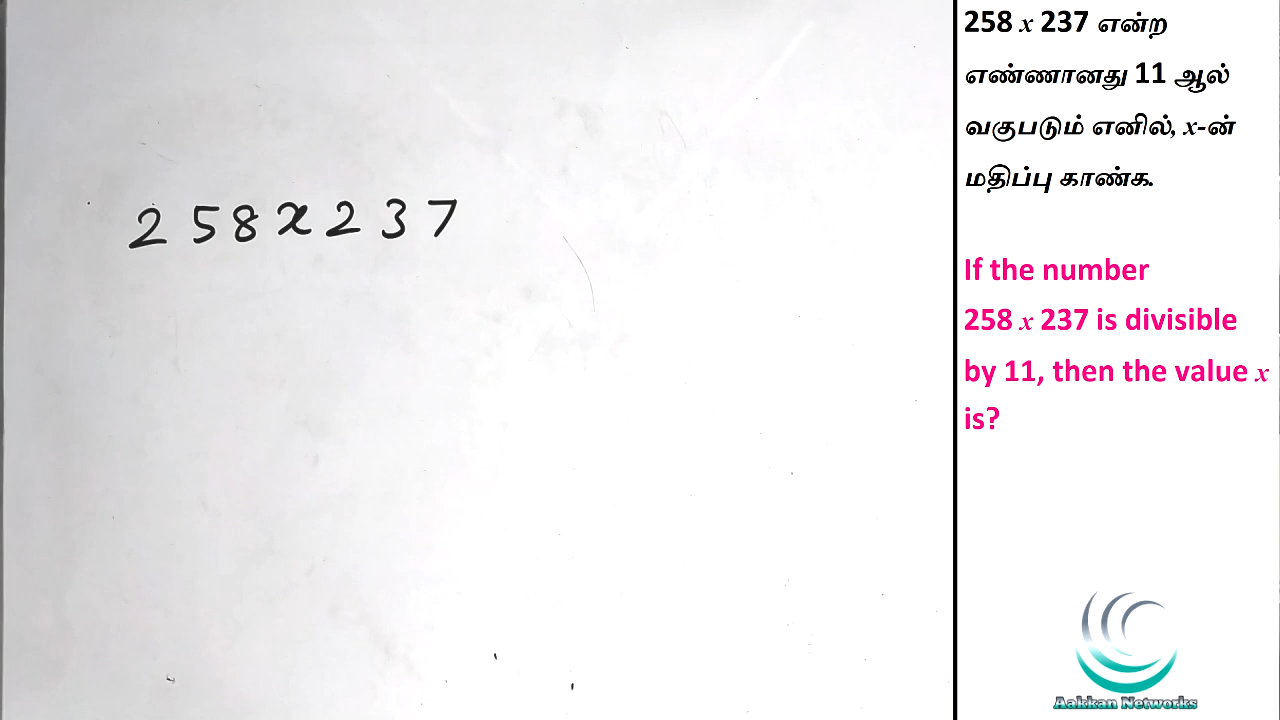 258 x 237 என்ற
எண்ணானது 11 ஆல்
வகுபடும் எனில், x-ன்
மதிப்பு காண்க.
258x237
If the number
258 x 237 is divisible
by 11, then the value x
is?
Aakkan Networks